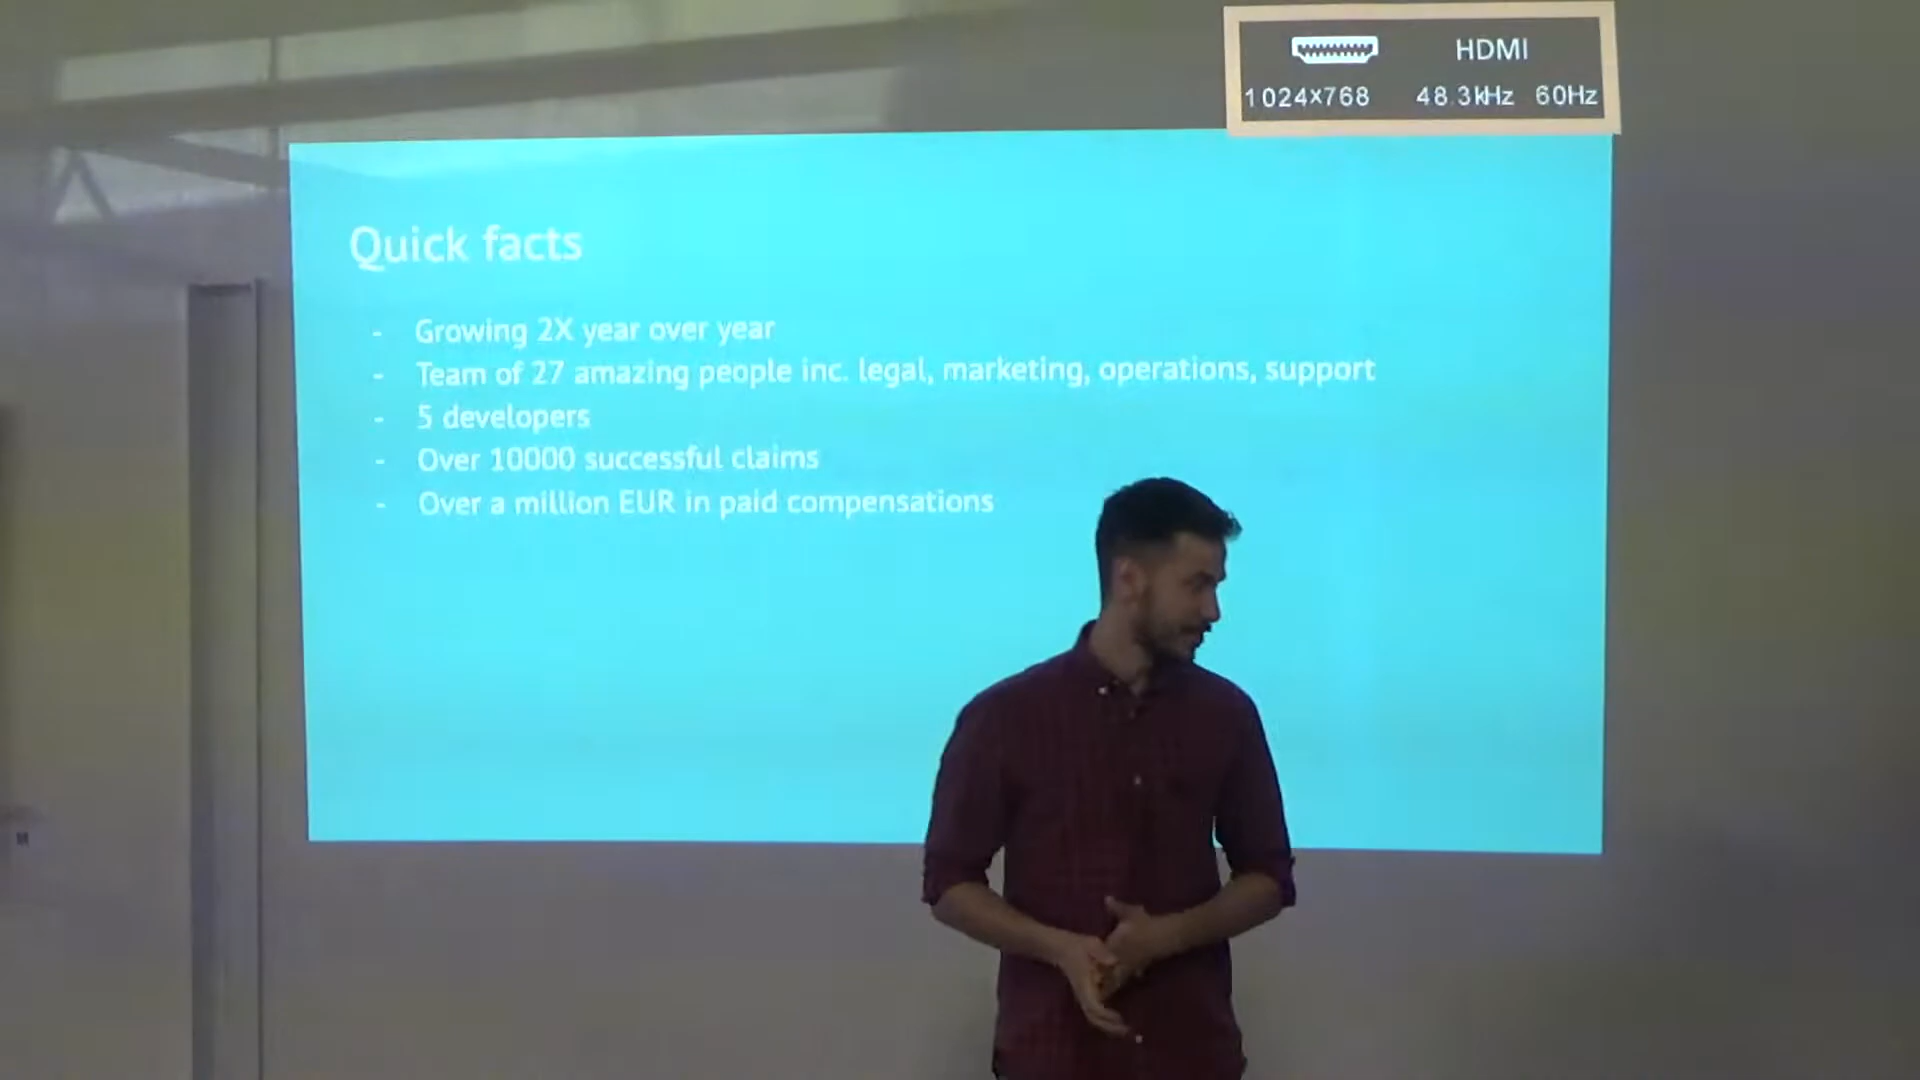 HDMI
1024X768 48.3kHz 60Hz
Quick facts
- Growing 2X year over year
- Team of 27 amazing people inc. legal, marketing, operations, support
- 5 developers
- Over 10000 successful claims
- Over a million EUR in paid compensations